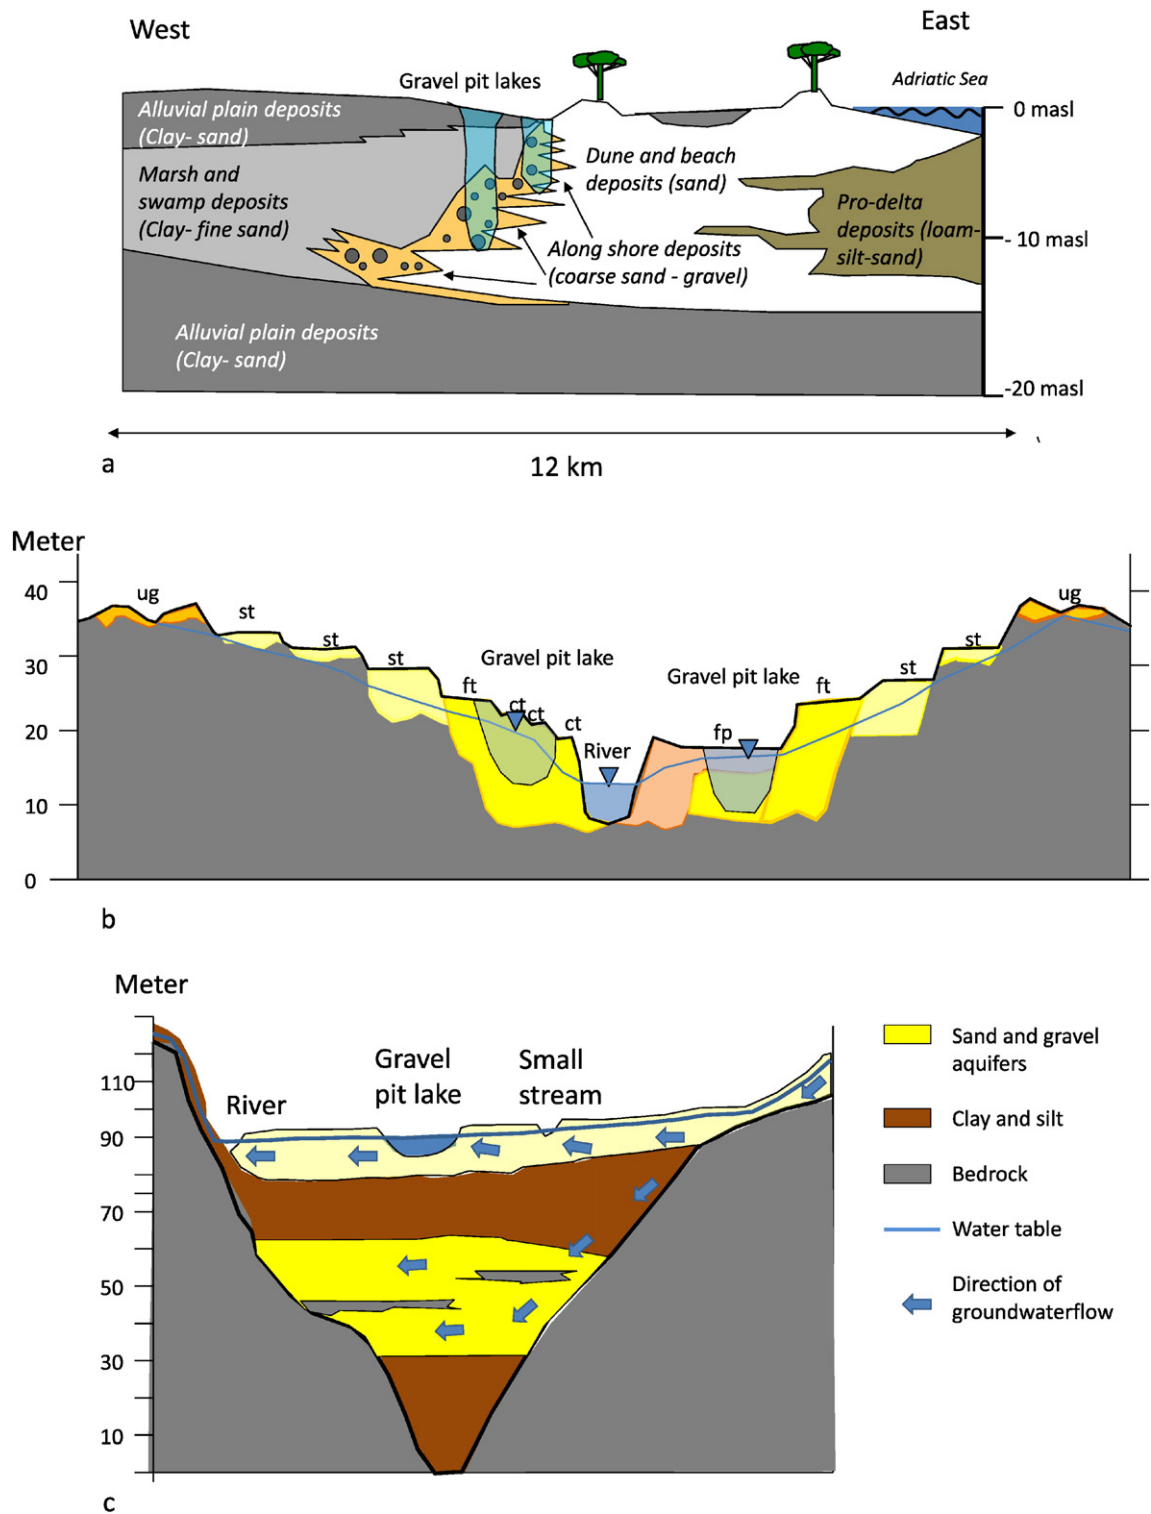 West
East
Adriatic Sea
Gravel pit lakes
0 masl
Alluvial plain deposits
(Clay- sand)
Dune and beach
deposits (sand)
Marsh and
swamp deposits
(Clay- fine sand)
Pro-delta
deposits (loam-
silt-sand)
- 10 masl
Along shore deposits
(coarse sand - gravel)
Alluvial plain deposits
(Clay- sand)
-20 masl
a
12 km
Meter
40
30
20
10
0
ug
st
st
st
Gravel pit lake
ft
ct
ct
ct
River
Gravel pit lake
fp
ft
st
st
ug
b
Meter
110
90
70
50
30
10
River
Gravel
pit lake
Small
stream
Sand and gravel
aquifers
Clay and silt
Bedrock
Water table
Direction of
groundwaterflow
c